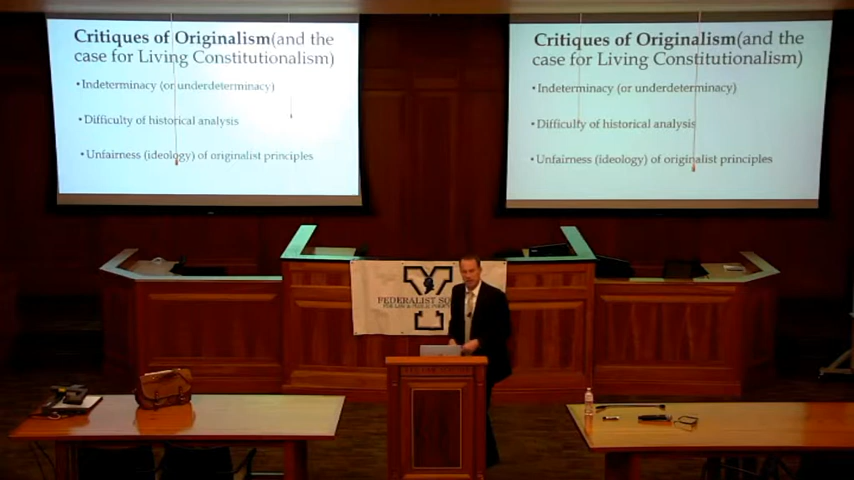 Critiques of Originalism(and the
case for Living Constitutionalism)
•Indeterminacy (or underdeterminacy)
•Difficulty of historical analysis
•Unfairness (ideology) of originalist principles
Critiques of Originalism(and the
case for Living Constitutionalism)
•Indeterminacy (or underdeterminacy)
•Difficulty of historical analysis
•Unfairness (ideology) of originalist principles
Y
FEDERALIST
L